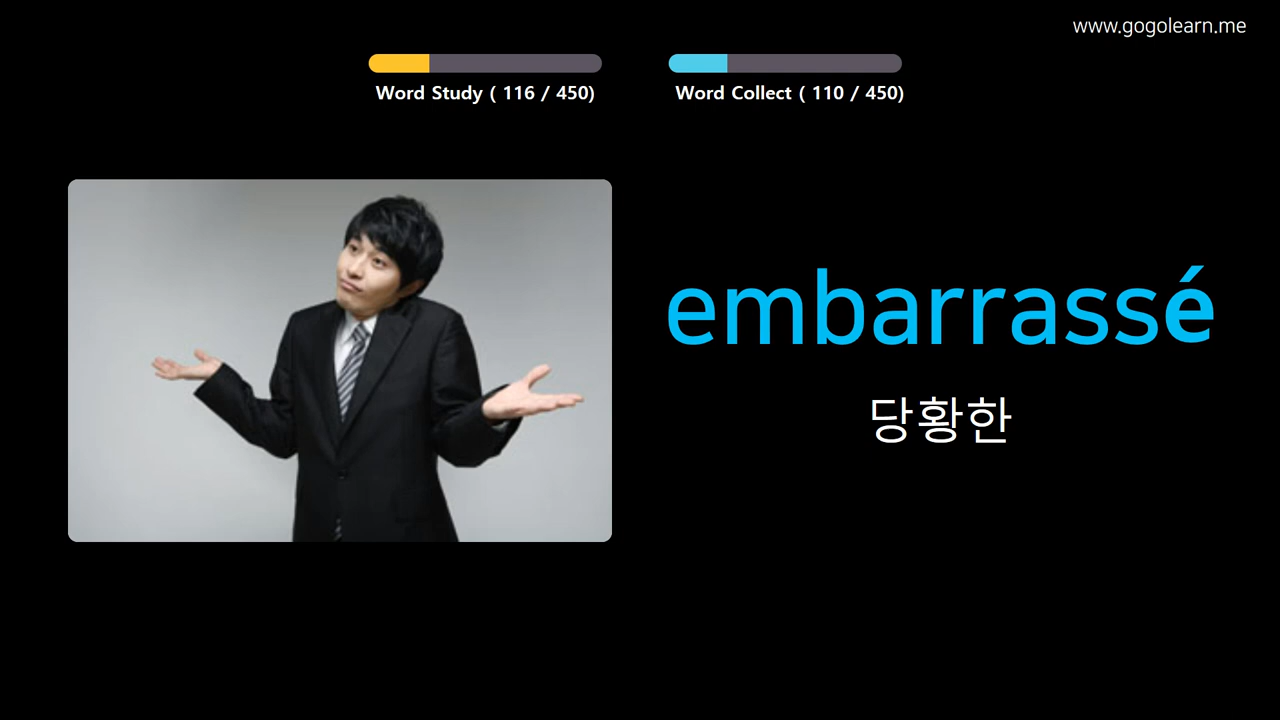 www.gogolearn.me
Word Study ( 116 / 450)
Word Collect ( 110 / 450)
embarrassé
당황한